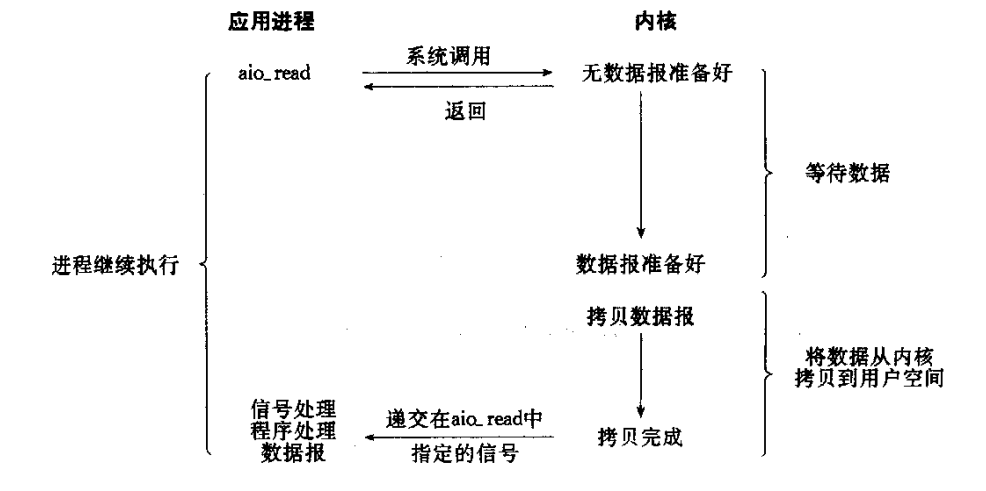 应用进程
内核
aio_read
系统调用
无数据报准备好
返回
等待数据
进程继续执行
数据报准备好
拷贝数据报
将数据从内核
拷贝到用户空间
信号处理
程序处理
数据报
递交在aio_read中
指定的信号
拷贝完成